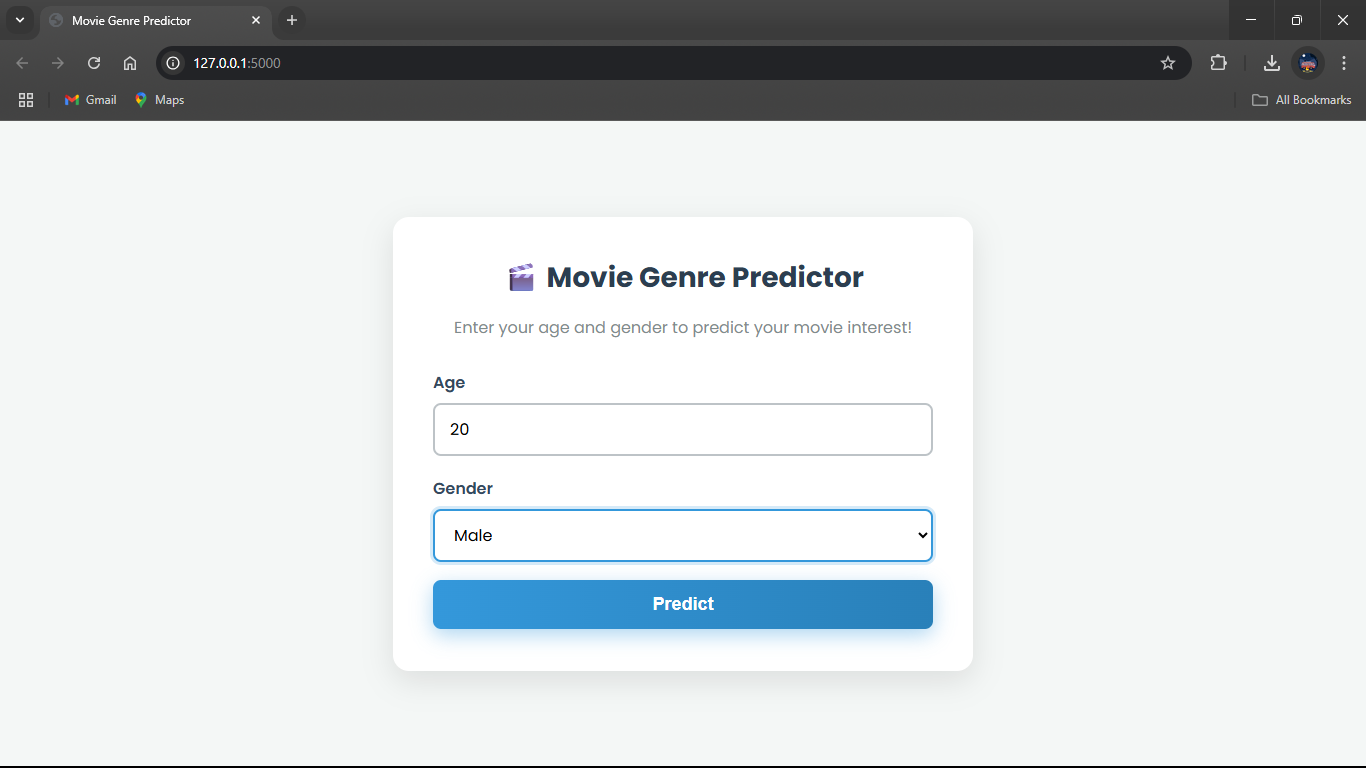 Movie Genre Predictor
127.0.0.1:5000
Gmail Maps All Bookmarks
🎬 Movie Genre Predictor
Enter your age and gender to predict your movie interest!
Age
20
Gender
Male
Predict